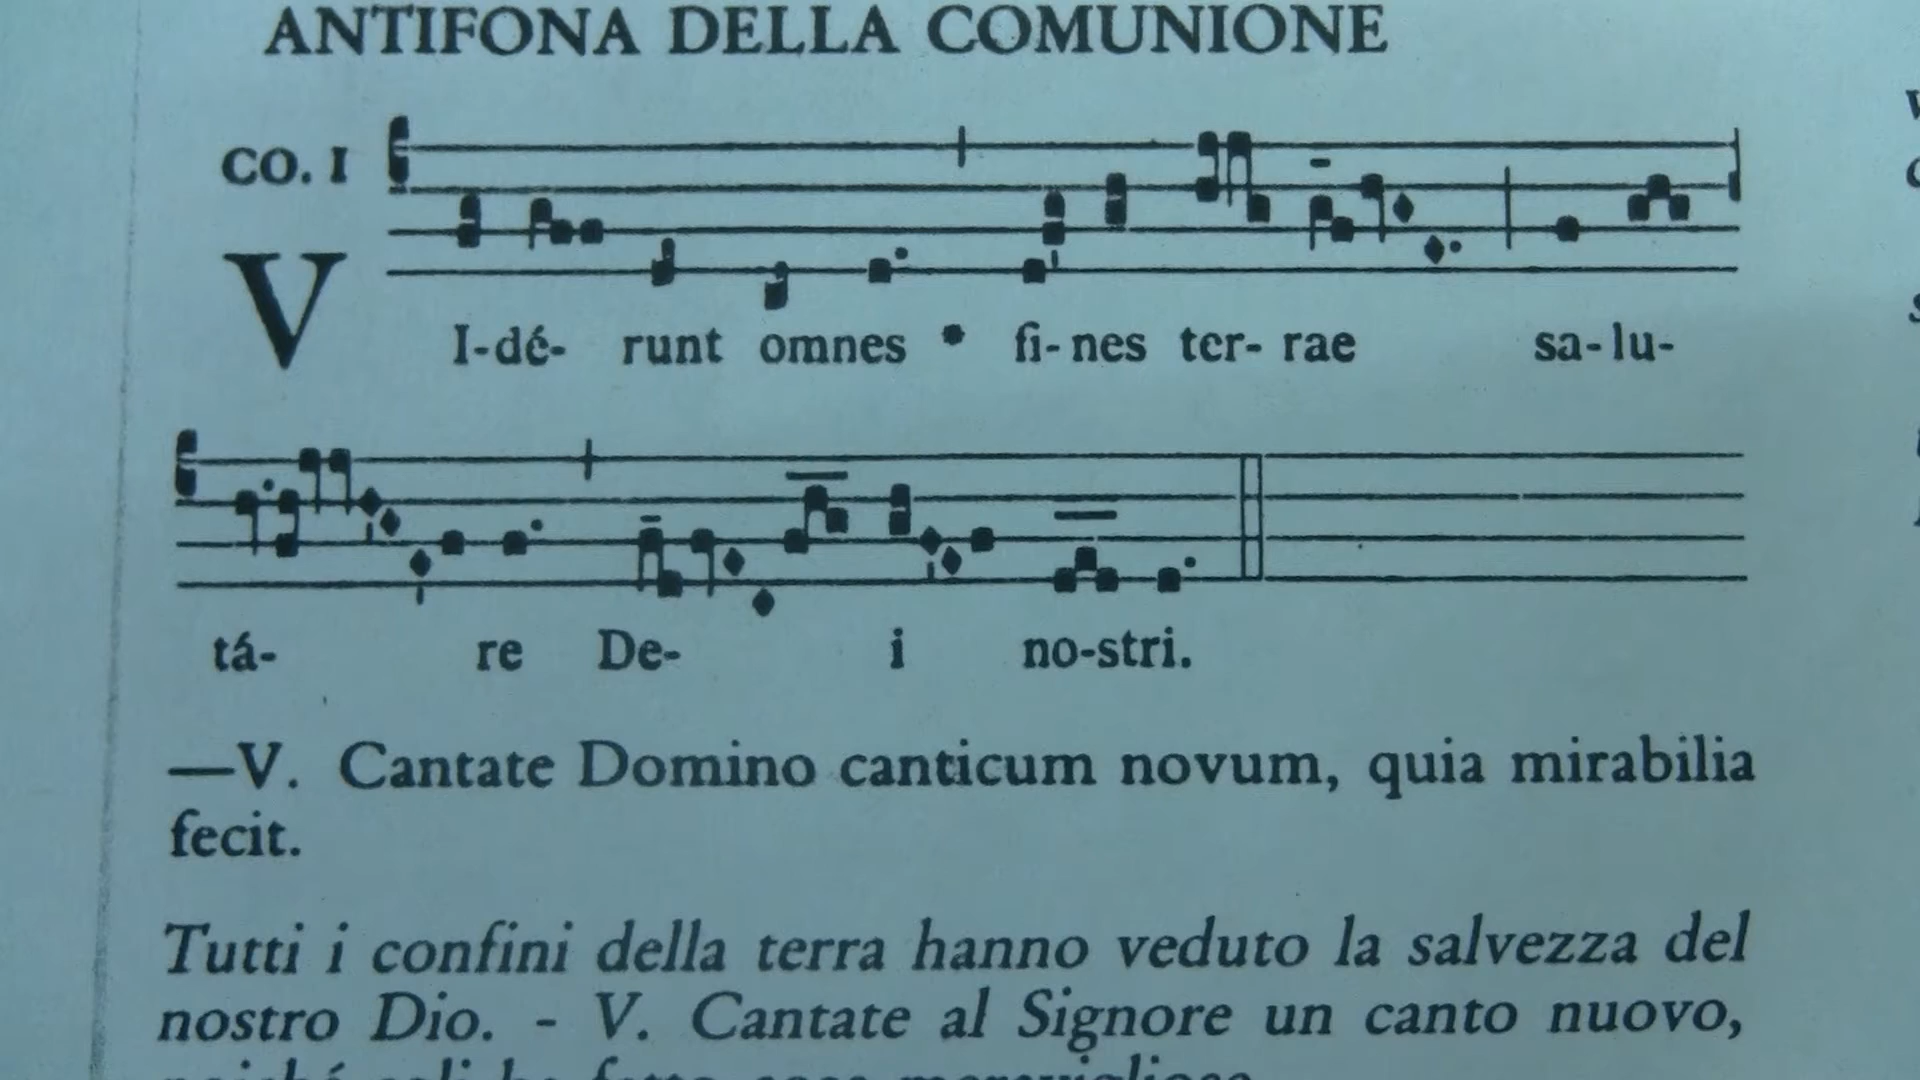 ANTIFONA DELLA COMUNIONE
CO. I
VI-dé- runt omnes * fi-nes ter-rae sa-lu-
tá- re De- i no-stri.
—V. Cantate Domino canticum novum, quia mirabilia
fecit.
Tutti i confini della terra hanno veduto la salvezza del
nostro Dio. - V. Cantate al Signore un canto nuovo,